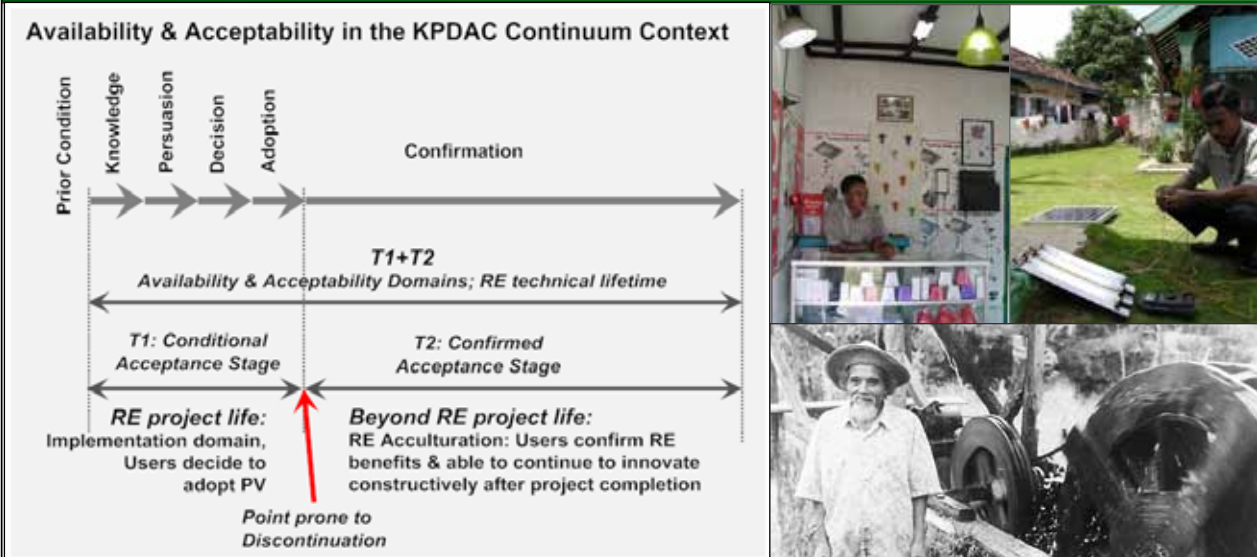 Availability & Acceptability in the KPDAC Continuum Context
Prior Condition
Knowledge
Persuasion
Decision
Adoption
Confirmation
T1+T2
Availability & Acceptability Domains; RE technical lifetime
T1: Conditional
Acceptance Stage
T2: Confirmed
Acceptance Stage
RE project life:
Implementation domain,
Users decide to
adopt PV
Beyond RE project life:
RE Acculturation: Users confirm RE
benefits & able to continue to innovate
constructively after project completion
Point prone to
Discontinuation